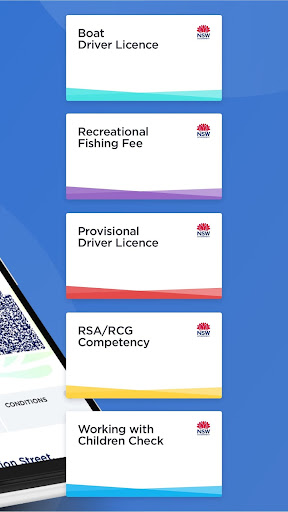 Boat
Driver Licence
NSW
Recreational
Fishing Fee
NSW
Provisional
Driver Licence
NSW
RSA/RCG
Competency
NSW
CONDITIONS
Working with
Children Check
NSW
Street